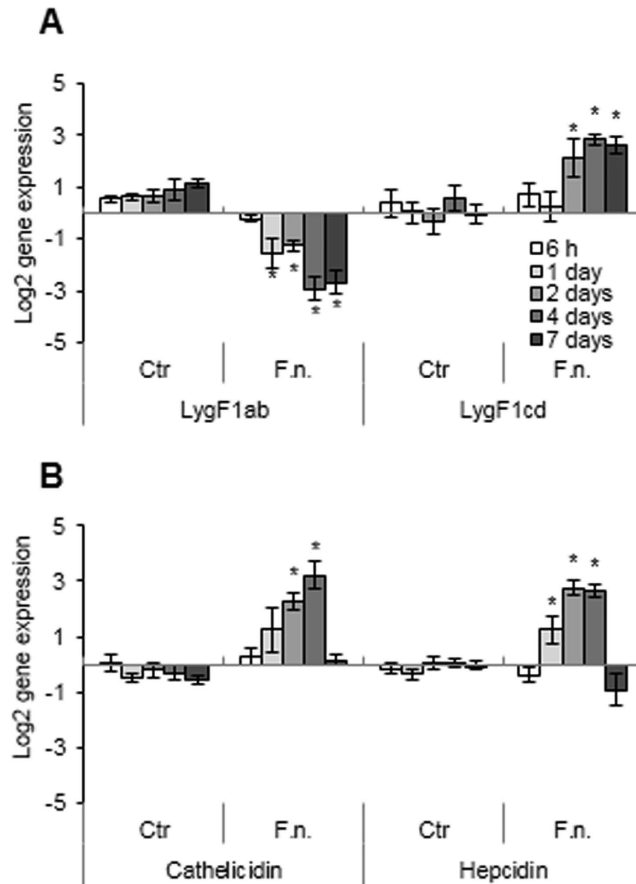 A
Log2 gene expression
5
3
1
-1
-3
-5
* * * *
* * *
6 h
1 day
2 days
4 days
7 days
Ctr F.n. Ctr F.n.
LygF1ab LygF1cd
B
Log2 gene expression
5
3
1
-1
-3
-5
* *
* * *
Ctr F.n. Ctr F.n.
Cathelicidin Hepcidin